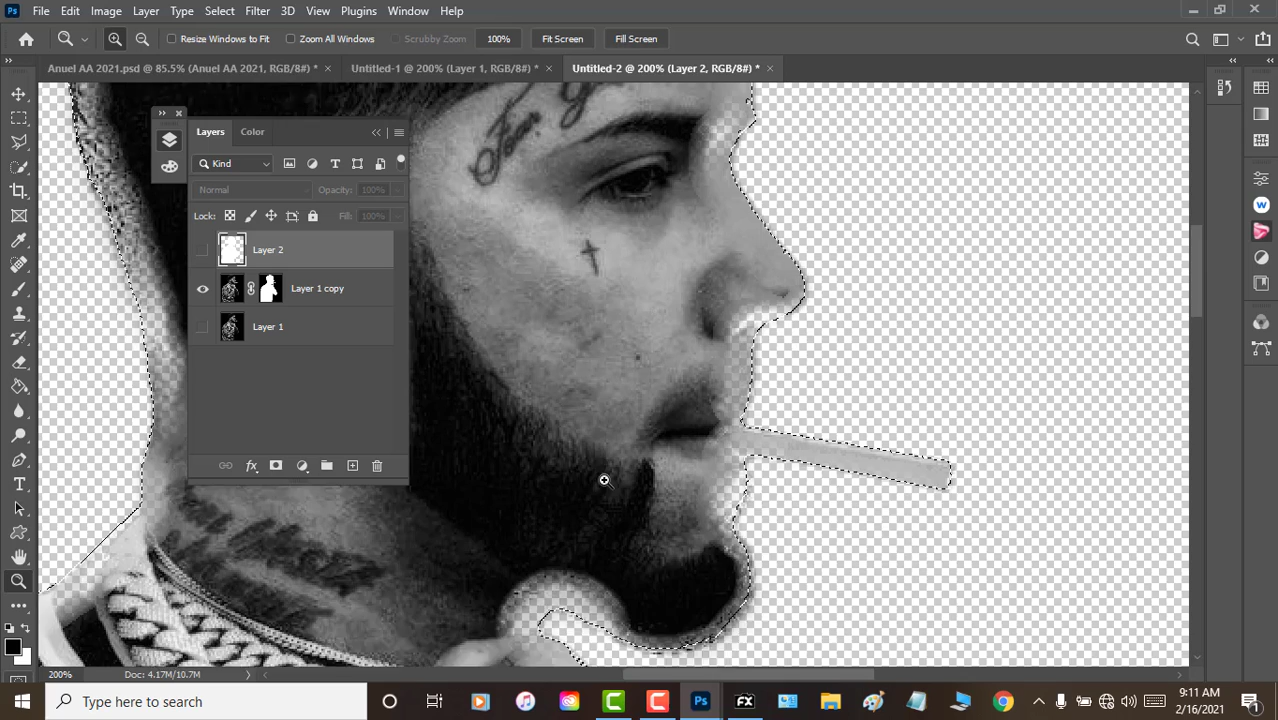 Ps File Edit Image Layer Type Select Filter 3D View Plugins Window Help
Resize Windows to Fit Zoom All Windows Scrubby Zoom 100% Fit Screen Fill Screen
Anuel AA 2021.psd @ 85.5% (Anuel AA 2021, RGB/8#) * × Untitled-1 @ 200% (Layer 1, RGB/8#) * × Untitled-2 @ 200% (Layer 2, RGB/8#) * ×
Layers Color
Kind
Normal Opacity: 100%
Lock: Fill: 100%
Layer 2
Layer 1 copy
Layer 1
fx
200% Doc: 4.17M/10.7M
Type here to search
Ps FX
9:11 AM
2/16/2021